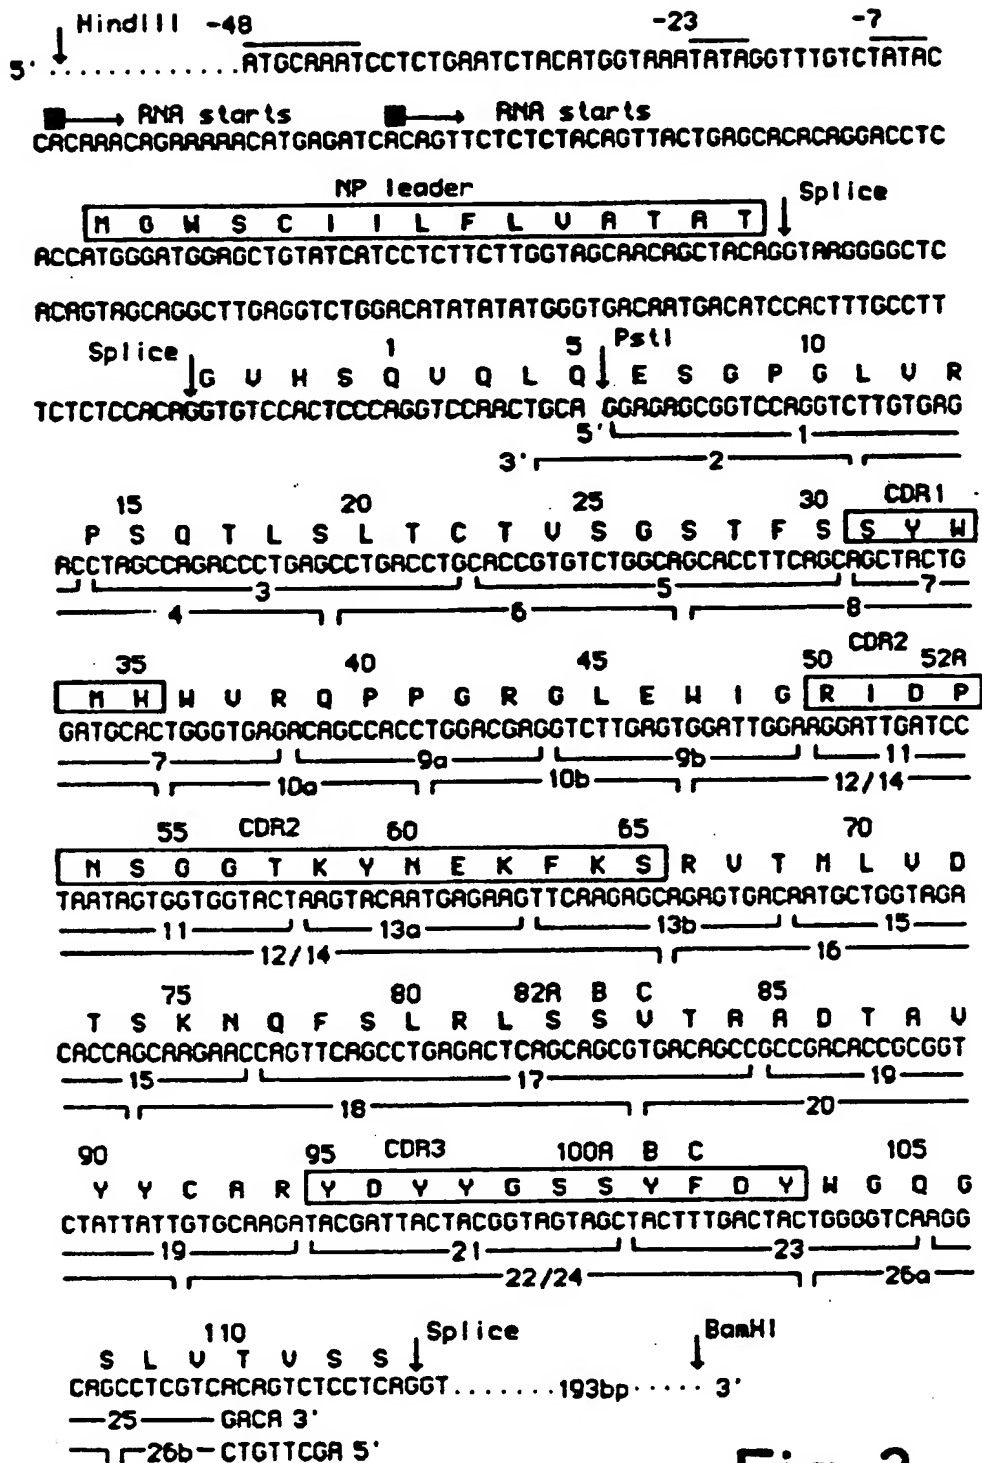 HindIII -48 -23 -7
5' .............ATGCAAATCCTCTGAATCTACATGGTAAATATAGGTTTGTCTATAC
RNA starts RNA starts
CACAAACAGAAAAACATGAGATCACAGTTCTCTCTACAGTTACTGAGCACACAGGACCTC
NP leader Splice
M G W S C I I L F L V A T A T
ACCATGGGATGGAGCTGTATCATCCTCTTCTTGGTAGCAACAGCTACAGGTAAGGGGCTC
ACAGTAGCAGGCTTGAGGTCTGGACATATATATGGGTGACAATGACATCCACTTTGCCTT
Splice 1 5 PstI 10
G V H S Q V Q L Q E S G P G L V R
TCTCTCCACAGGTGTCCACTCCCAGGTCCAACTGCA GGAGAGCGGTCCAGGTCTTGTGAG
5' 1
3' 2
15 20 25 30 CDR1
P S Q T L S L T C T V S G S T F S S Y W
ACCTAGCCAGACCCTGAGCCTGACCTGCACCGTGTCTGGCAGCACCTTCAGCAGCTACTG
3 5 7
4 6 8
35 40 45 50 CDR2 52A
M H W V R Q P P G R G L E W I G R I D P
GATGCACTGGGTGAGACAGCCACCTGGACGAGGTCTTGAGTGGATTGGAAGGATTGATCC
7 9a 9b 11
10a 10b 12/14
55 CDR2 60 65 70
N S G G T K Y N E K F K S R V T M L V D
TAATAGTGGTGGTACTAAGTACAATGAGAAGTTCAAGAGCAGAGTGACAATGCTGGTAGA
11 13a 13b 15
12/14 16
75 80 82A B C 85
T S K N Q F S L R L S S V T A A D T A V
CACCAGCAAGAACCAGTTCAGCCTGAGACTCAGCAGCGTGACAGCCGCCGACACCGCGGT
15 17 19
18 20
90 95 CDR3 100A B C 105
Y Y C A R Y D Y Y G S S Y F D Y W G Q G
CTATTATTGTGCAAGATACGATTACTACGGTAGTAGCTACTTTGACTACTGGGGTCAAGG
19 21 23
22/24 26a
110 Splice BamHI
S L V T V S S
CAGCCTCGTCACAGTCTCCTCAGGT.......193bp..... 3'
25 GACA 3'
26b CTGTTCGA 5'